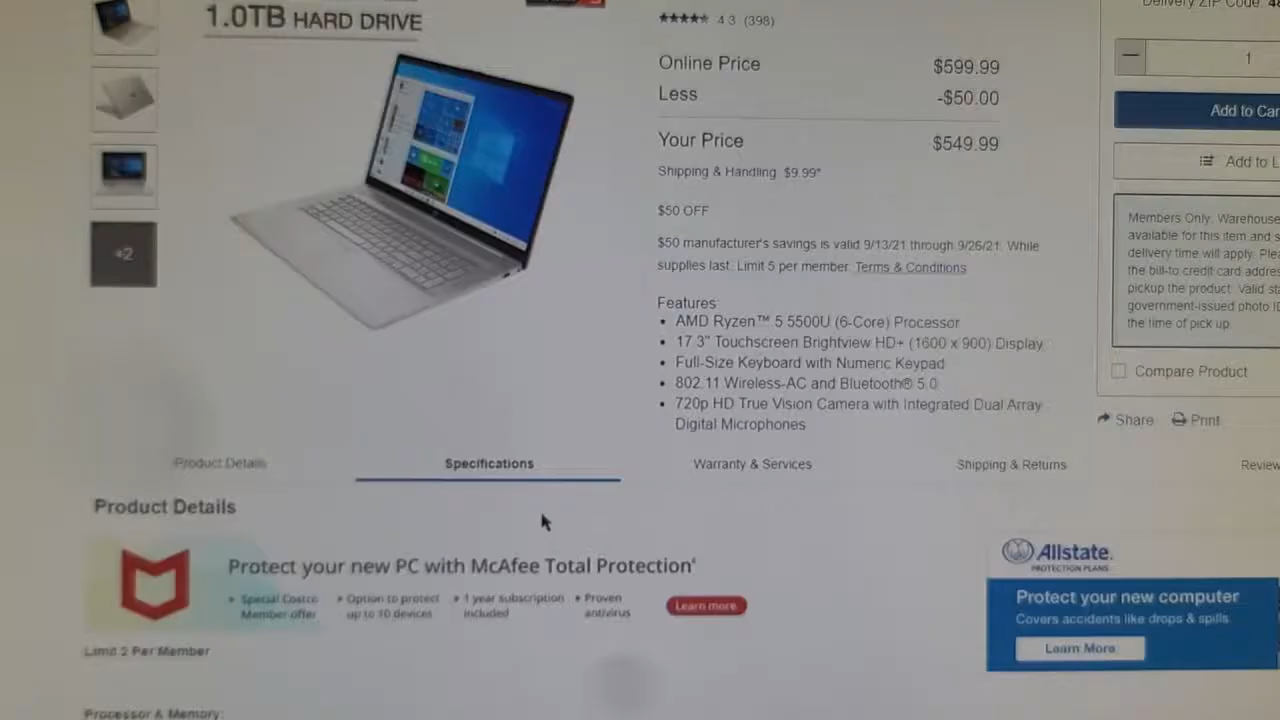 1.0TB HARD DRIVE
4.3 (398)
Delivery ZIP Code:
Online Price $599.99
Less -$50.00
Your Price $549.99
Shipping & Handling $9.99*
$50 OFF
$50 manufacturer's savings is valid 9/13/21 through 9/26/21. While
supplies last. Limit 5 per member. Terms & Conditions
Features:
• AMD Ryzen™ 5 5500U (6-Core) Processor
• 17.3" Touchscreen Brightview HD+ (1600 x 900) Display
• Full-Size Keyboard with Numeric Keypad
• 802.11 Wireless-AC and Bluetooth® 5.0
• 720p HD True Vision Camera with Integrated Dual Array
Digital Microphones
+2
1
Add to Car
Add to L
Members Only. Warehouse
available for this item and s
delivery time will apply. Plea
the bill-to credit card addre
pickup the product. Valid st
government-issued photo ID
the time of pick up.
Compare Product
Share Print
Product Details Specifications Warranty & Services Shipping & Returns Review
Product Details
Protect your new PC with McAfee Total Protection*
• Special Costco • Option to protect • 1 year subscription • Proven
Member offer up to 10 devices included antivirus
Learn more
Allstate.
PROTECTION PLANS
Protect your new computer
Covers accidents like drops & spills
Learn More
Limit 2 Per Member
Processor & Memory: